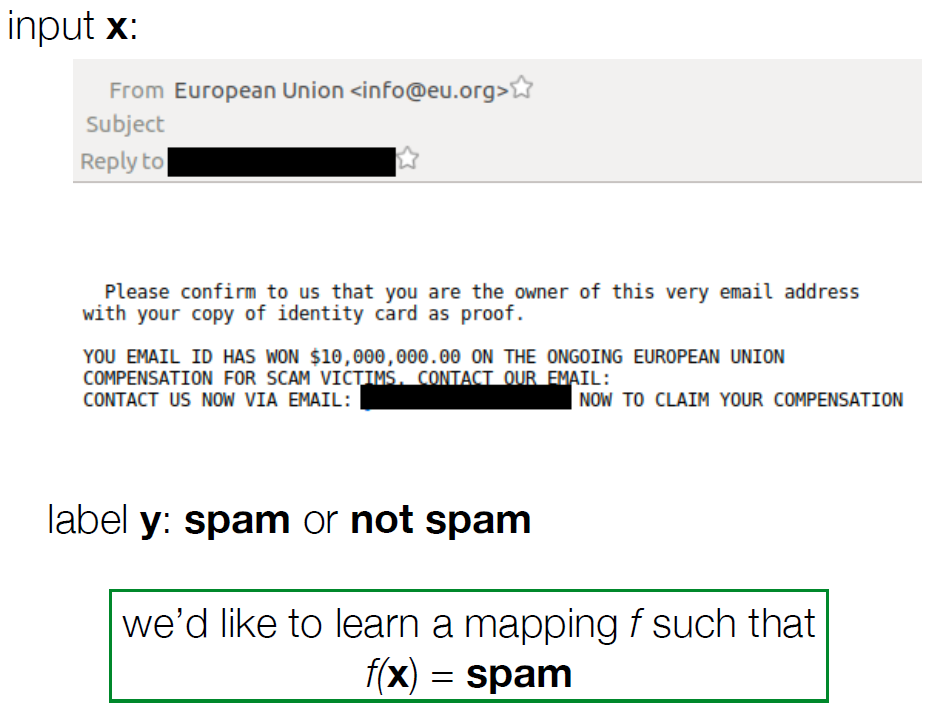 input x:
From European Union <info@eu.org>
Subject
Reply to
Please confirm to us that you are the owner of this very email address
with your copy of identity card as proof.
YOU EMAIL ID HAS WON $10,000,000.00 ON THE ONGOING EUROPEAN UNION
COMPENSATION FOR SCAM VICTIMS. CONTACT OUR EMAIL:
CONTACT US NOW VIA EMAIL: NOW TO CLAIM YOUR COMPENSATION
label y: spam or not spam
we'd like to learn a mapping f such that
f(x) = spam